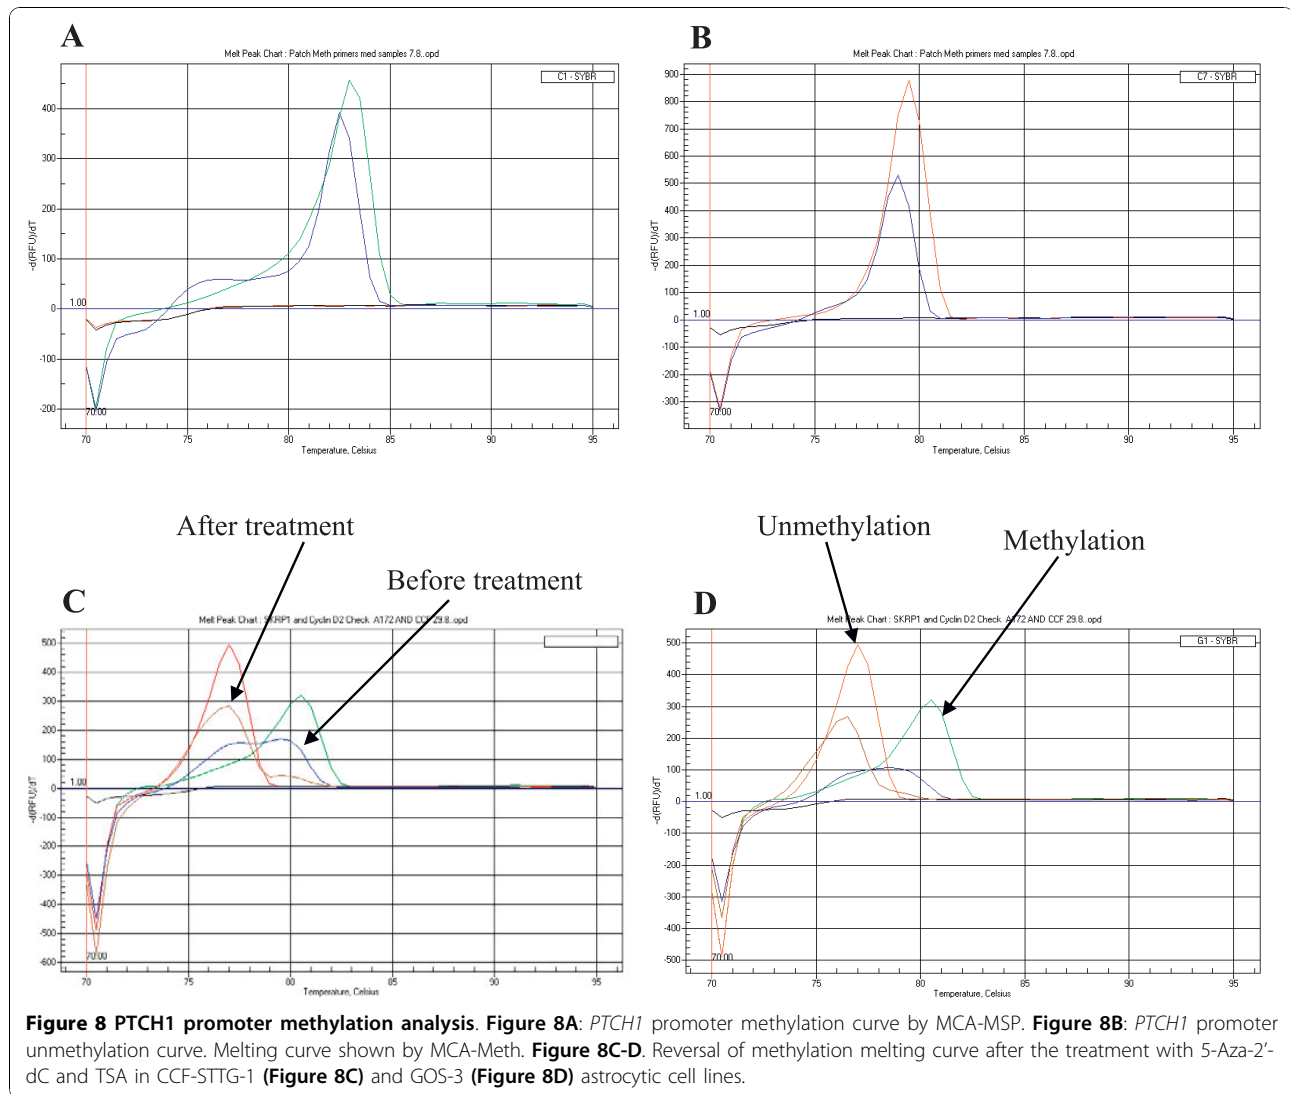 A
Melt Peak Chart : Patch Meth primers med samples 7.8..opd
C1 - SYBR
400
300
200
100
0
-100
-200
-d(RFU)/dT
1.00
70.00
70 75 80 85 90 95
Temperature, Celsius
B
Melt Peak Chart : Patch Meth primers med samples 7.8..opd
C7 - SYBR
900
800
700
600
500
400
300
200
100
0
-100
-200
-300
-d(RFU)/dT
1.00
70.00
70 75 80 85 90 95
Temperature, Celsius
After treatment
Before treatment
C
Melt Peak Chart : SKRP1 and Cyclin D2 Check A172 AND CCF 29.8..opd
500
400
300
200
100
0
-100
-200
-300
-400
-500
-600
-d(RFU)/dT
1.00
70.00
70 75 80 85 90 95
Temperature, Celsius
Unmethylation
Methylation
D
Melt Peak Chart : SKRP1 and Cyclin D2 Check A172 AND CCF 29.8..opd
G1 - SYBR
500
400
300
200
100
0
-100
-200
-300
-400
-500
-d(RFU)/dT
1.00
70.00
70 75 80 85 90 95
Temperature, Celsius
Figure 8 PTCH1 promoter methylation analysis. Figure 8A: PTCH1 promoter methylation curve by MCA-MSP. Figure 8B: PTCH1 promoter
unmethylation curve. Melting curve shown by MCA-Meth. Figure 8C-D. Reversal of methylation melting curve after the treatment with 5-Aza-2'-
dC and TSA in CCF-STTG-1 (Figure 8C) and GOS-3 (Figure 8D) astrocytic cell lines.